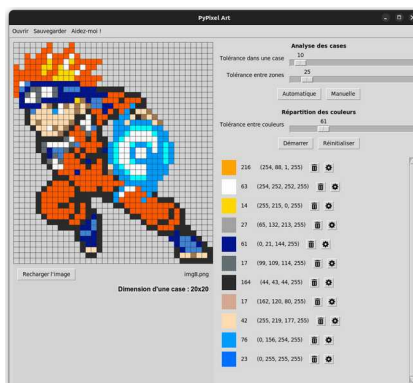 PyPixel Art
Ouvrir Sauvegarder Aidez-moi !
Analyse des cases
10
Tolérance dans une case
25
Tolérance entre zones
Automatique Manuelle
Répartition des couleurs
61
Tolérance entre couleurs
Démarrer Réinitialiser
216 (254, 88, 1, 255)
63 (254, 252, 252, 255)
14 (255, 215, 0, 255)
27 (65, 132, 213, 255)
61 (0, 21, 144, 255)
17 (99, 109, 114, 255)
164 (44, 43, 44, 255)
17 (162, 120, 80, 255)
42 (255, 219, 177, 255)
76 (0, 156, 254, 255)
23 (0, 255, 255, 255)
Recharger l'image img8.png
Dimension d'une case : 20x20